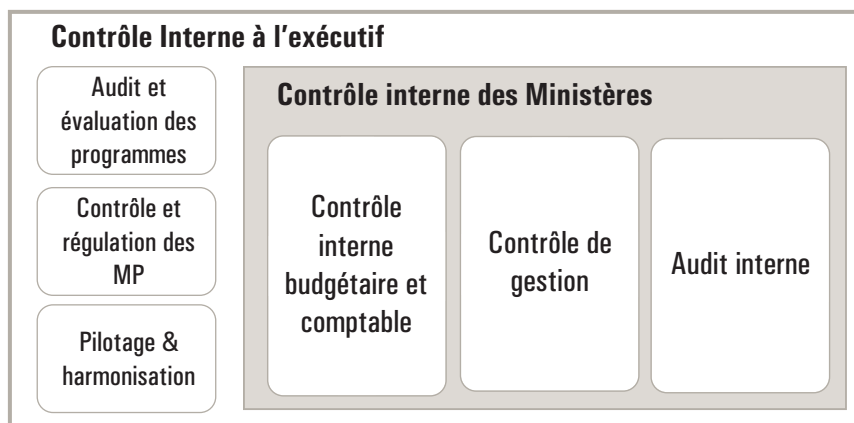 Contrôle Interne à l'exécutif
Audit et
évaluation des
programmes
Contrôle et
régulation des
MP
Pilotage &
harmonisation
Contrôle interne des Ministères
Contrôle
interne
budgétaire et
comptable
Contrôle de
gestion
Audit interne